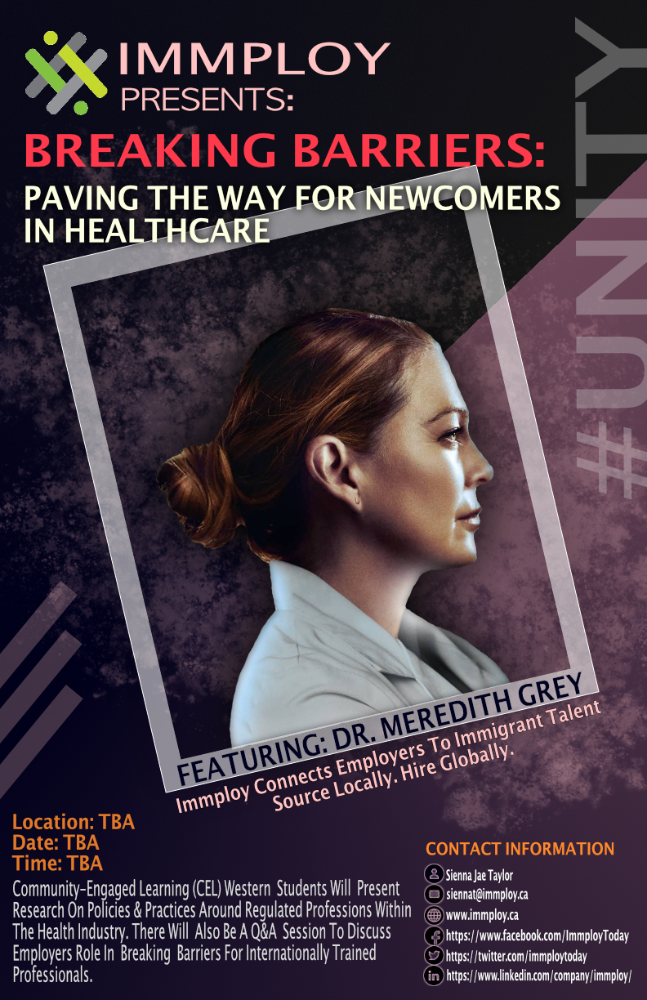 IMMPLOY
PRESENTS:
BREAKING BARRIERS:
PAVING THE WAY FOR NEWCOMERS
IN HEALTHCARE
#UNITY
FEATURING: DR. MEREDITH GREY
Immploy Connects Employers To Immigrant Talent
Source Locally. Hire Globally.
Location: TBA
Date: TBA
Time: TBA
Community-Engaged Learning (CEL) Western Students Will Present
Research On Policies & Practices Around Regulated Professions Within
The Health Industry. There Will Also Be A Q&A Session To Discuss
Employers Role In Breaking Barriers For Internationally Trained
Professionals.
CONTACT INFORMATION
Sienna Jae Taylor
siennat@immploy.ca
www.immploy.ca
https://www.facebook.com/ImmployToday
https://twitter.com/immploytoday
https://www.linkedin.com/company/immploy/